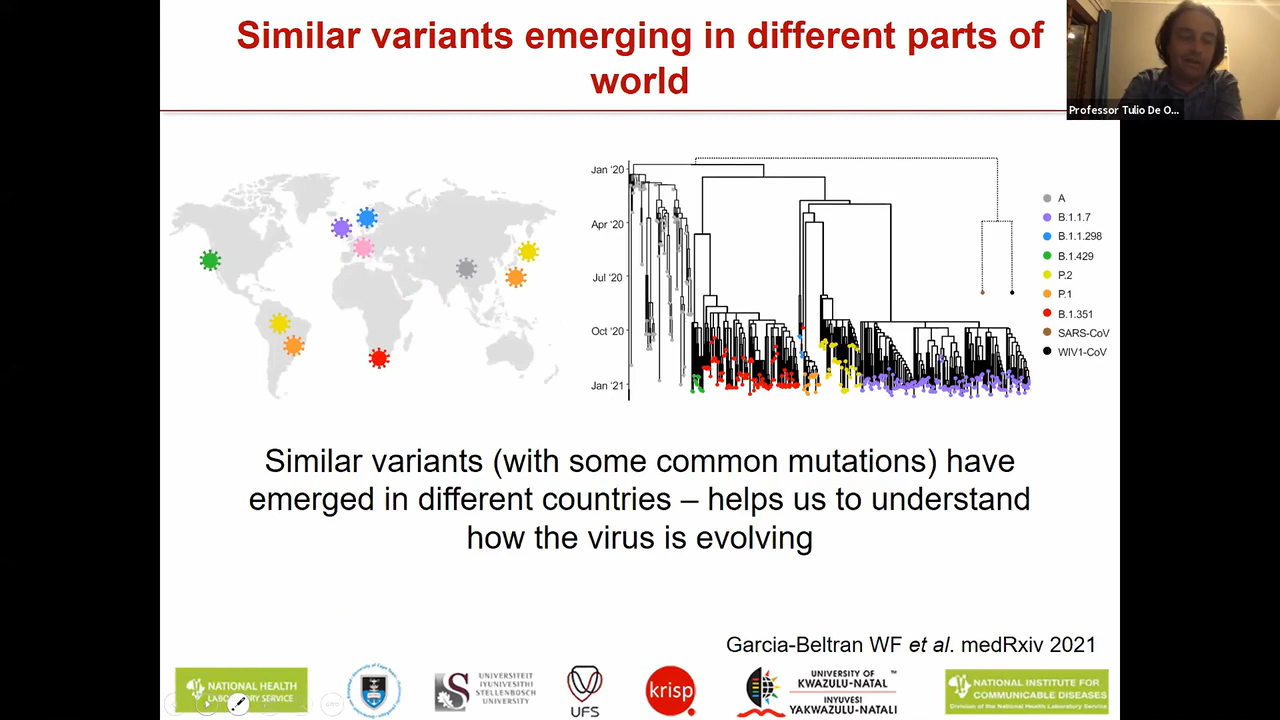 Similar variants emerging in different parts of
world
Professor Tulio De O...
Jan '20
Apr '20
Jul '20
Oct '20
Jan '21
A
B.1.1.7
B.1.1.298
B.1.429
P.2
P.1
B.1.351
SARS-CoV
WIV1-CoV
Similar variants (with some common mutations) have
emerged in different countries – helps us to understand
how the virus is evolving
Garcia-Beltran WF et al. medRxiv 2021
NATIONAL HEALTH
LABORATORY SERVICE
UNIVERSITEIT
IYUNIVESITHI
STELLENBOSCH
UNIVERSITY
UFS
krisp
UNIVERSITY OF
KWAZULU-NATAL
INYUVESI
YAKWAZULU-NATALI
NATIONAL INSTITUTE FOR
COMMUNICABLE DISEASES
Division of the National Health Laboratory Service